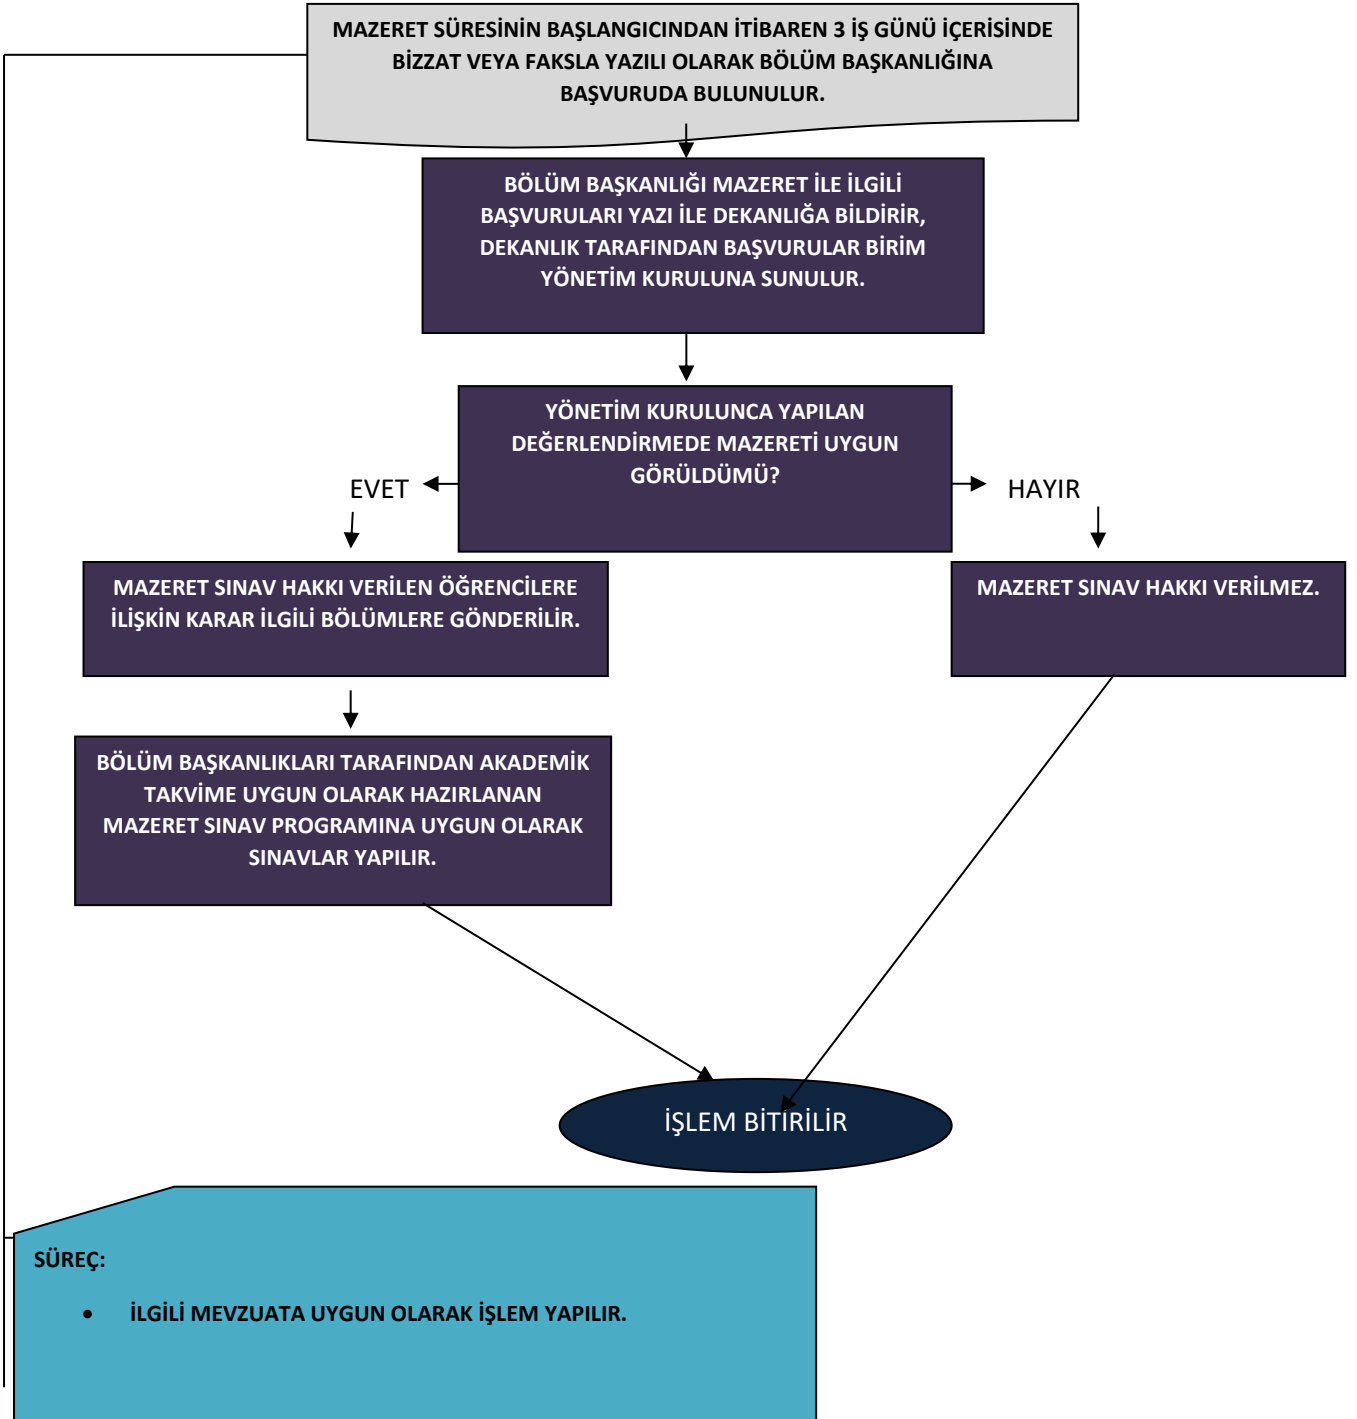 MAZERET SÜRESİNİN BAŞLANGICINDAN İTİBAREN 3 İŞ GÜNÜ İÇERİSİNDE
BİZZAT VEYA FAKSLA YAZILI OLARAK BÖLÜM BAŞKANLIĞINA
BAŞVURUDA BULUNULUR.
BÖLÜM BAŞKANLIĞI MAZERET İLE İLGİLİ
BAŞVURULARI YAZI İLE DEKANLIĞA BİLDİRİR,
DEKANLIK TARAFINDAN BAŞVURULAR BİRİM
YÖNETİM KURULUNA SUNULUR.
YÖNETİM KURULUNCA YAPILAN
DEĞERLENDİRMEDE MAZERETİ UYGUN
GÖRÜLDÜMÜ?
EVET
HAYIR
MAZERET SINAV HAKKI VERİLEN ÖĞRENCİLERE
İLİŞKİN KARAR İLGİLİ BÖLÜMLERE GÖNDERİLİR.
MAZERET SINAV HAKKI VERİLMEZ.
BÖLÜM BAŞKANLIKLARI TARAFINDAN AKADEMİK
TAKVİME UYGUN OLARAK HAZIRLANAN
MAZERET SINAV PROGRAMINA UYGUN OLARAK
SINAVLAR YAPILIR.
İŞLEM BİTİRİLİR
SÜREÇ:
• İLGİLİ MEVZUATA UYGUN OLARAK İŞLEM YAPILIR.